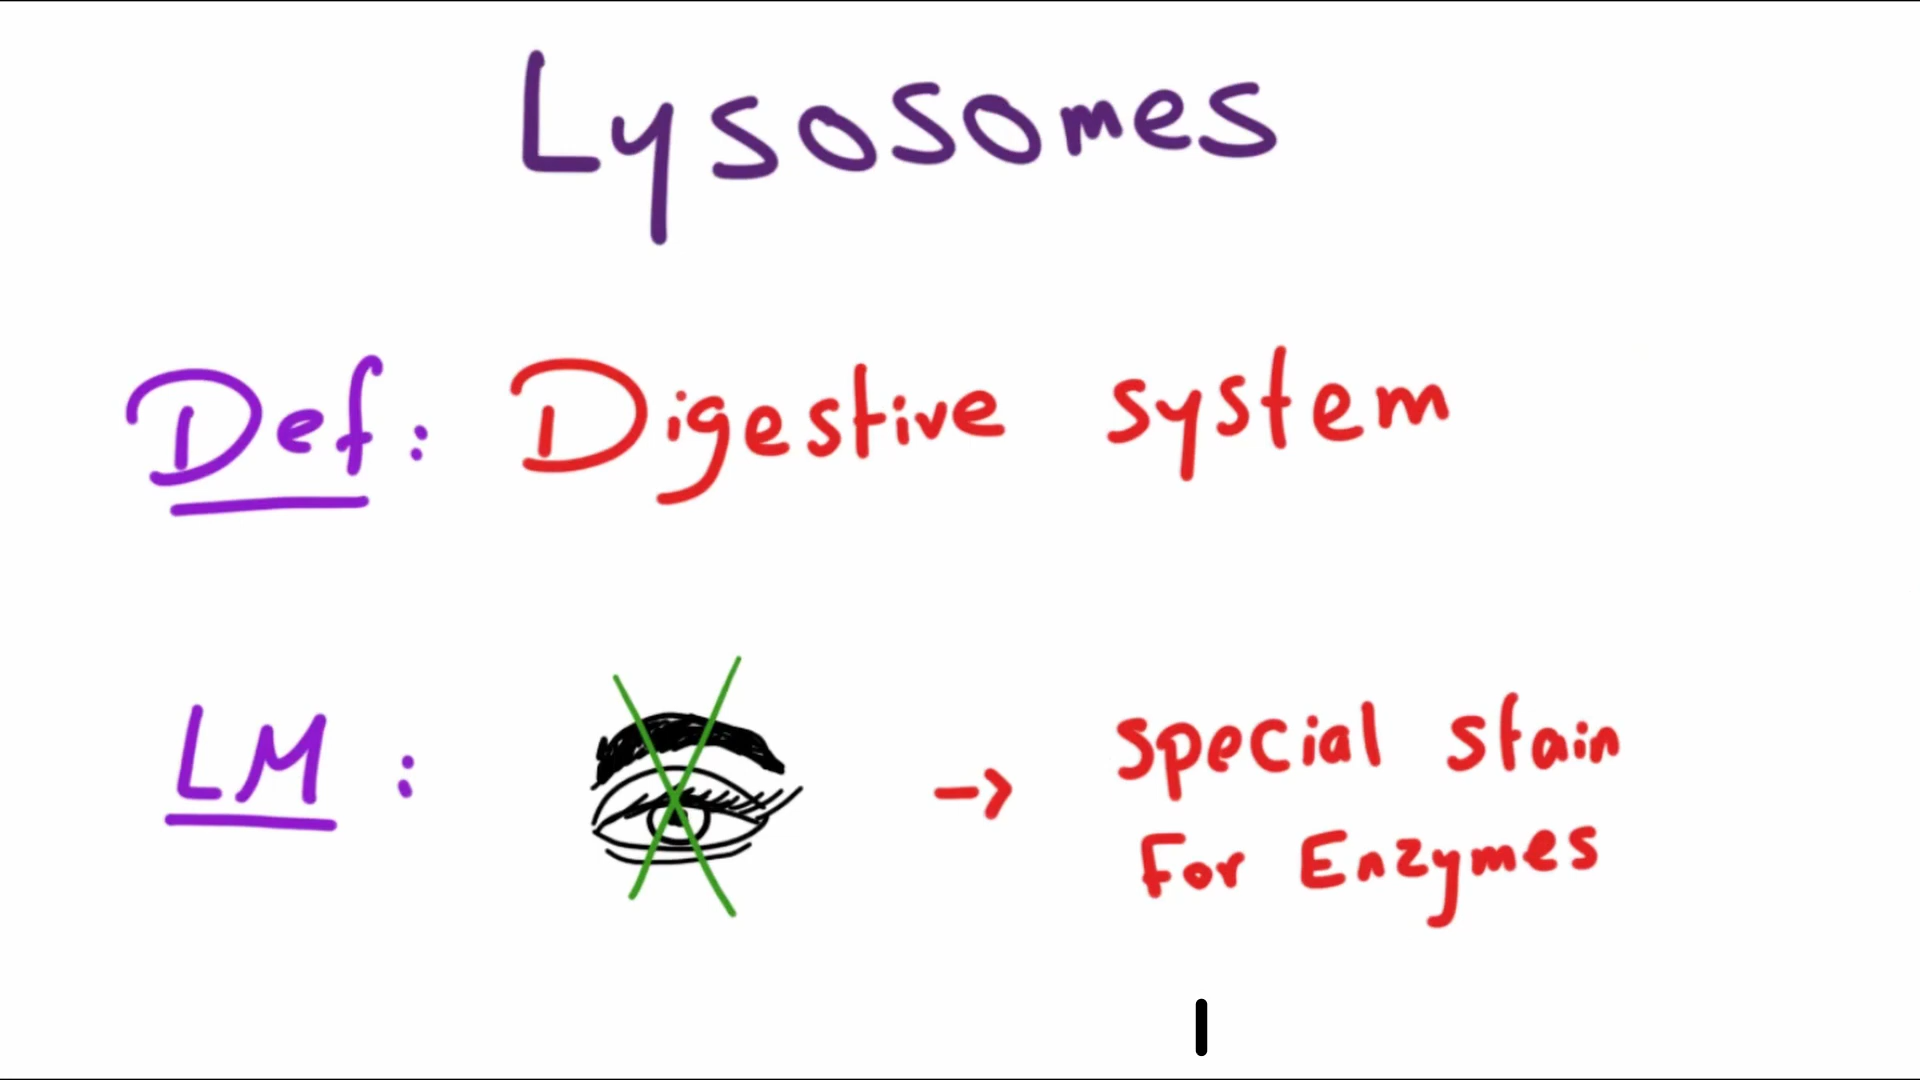 Lysosomes
Def: Digestive system
LM: → special stain
For Enzymes